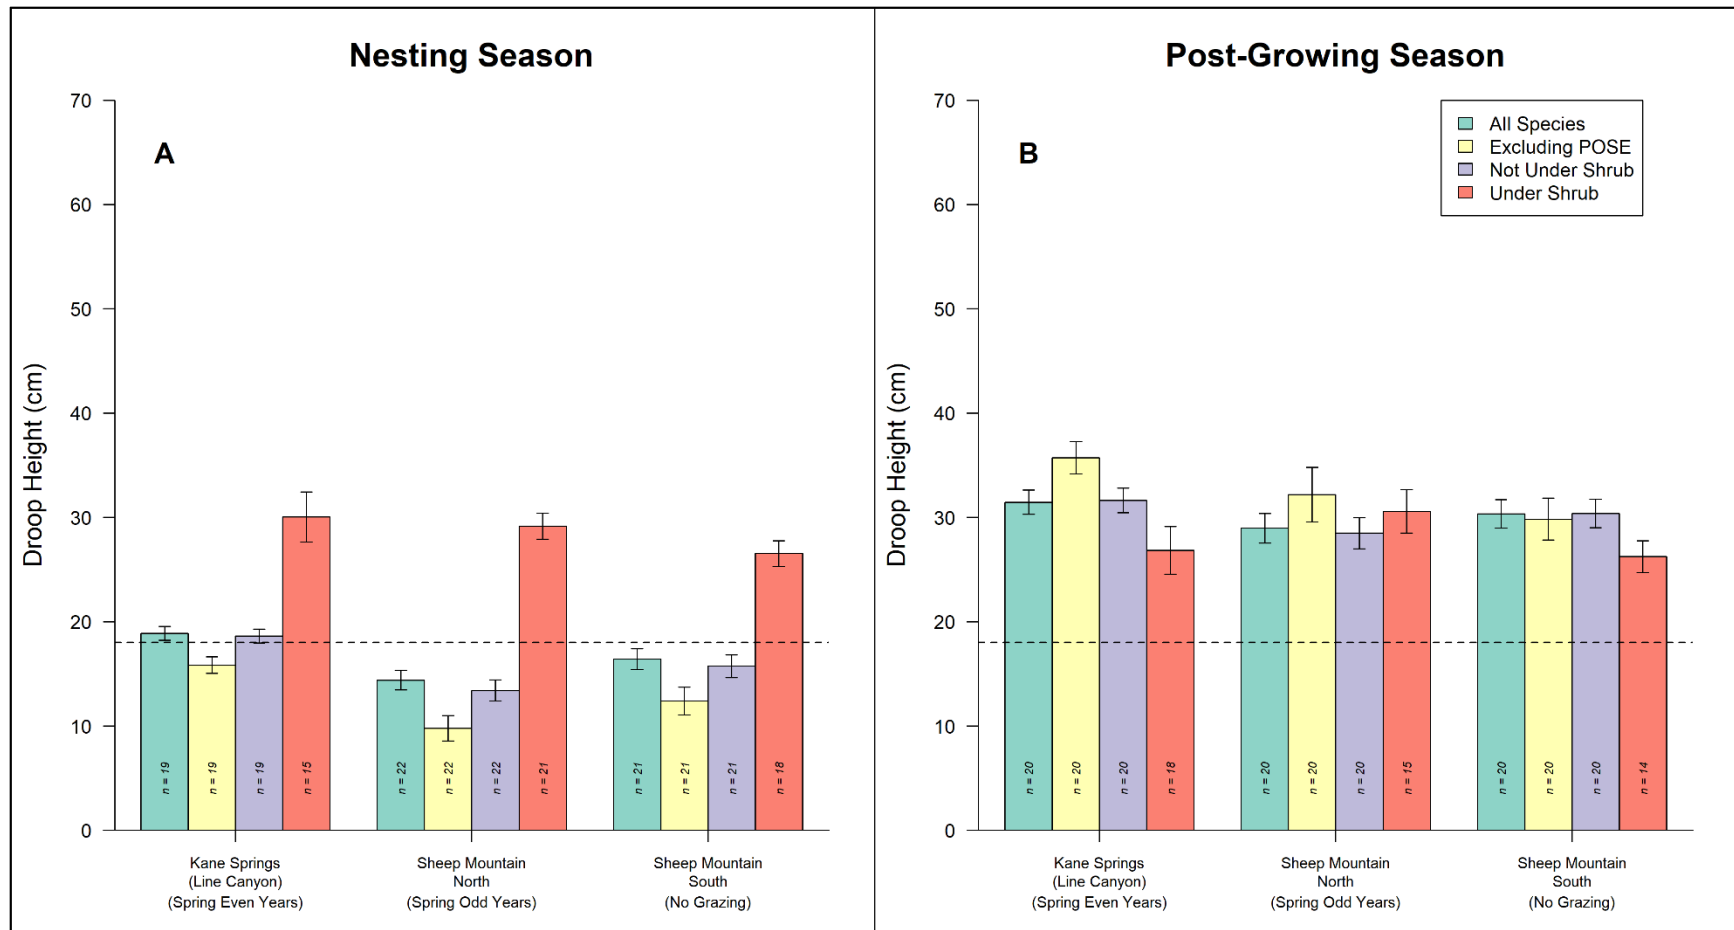 Nesting Season
A
Droop Height (cm)
70
60
50
40
30
20
10
0
n = 19
n = 19
n = 19
n = 15
n = 22
n = 22
n = 22
n = 21
n = 21
n = 21
n = 21
n = 18
Kane Springs
(Line Canyon)
(Spring Even Years)
Sheep Mountain
North
(Spring Odd Years)
Sheep Mountain
South
(No Grazing)
Post-Growing Season
B
All Species
Excluding POSE
Not Under Shrub
Under Shrub
Droop Height (cm)
70
60
50
40
30
20
10
0
n = 20
n = 20
n = 20
n = 18
n = 20
n = 20
n = 20
n = 15
n = 20
n = 20
n = 20
n = 14
Kane Springs
(Line Canyon)
(Spring Even Years)
Sheep Mountain
North
(Spring Odd Years)
Sheep Mountain
South
(No Grazing)